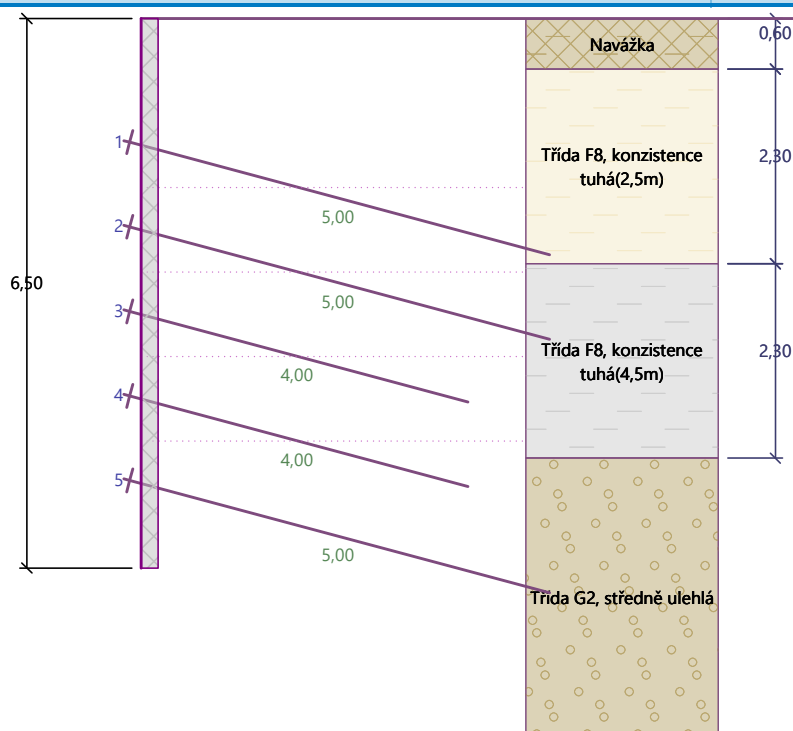 0,60
Navážka
1
Třída F8, konzistence
tuhá(2,5m)
2,30
5,00
2
6,50
5,00
3
Třída F8, konzistence
tuhá(4,5m)
2,30
4,00
4
4,00
5
5,00
Třída G2, středně ulehlá